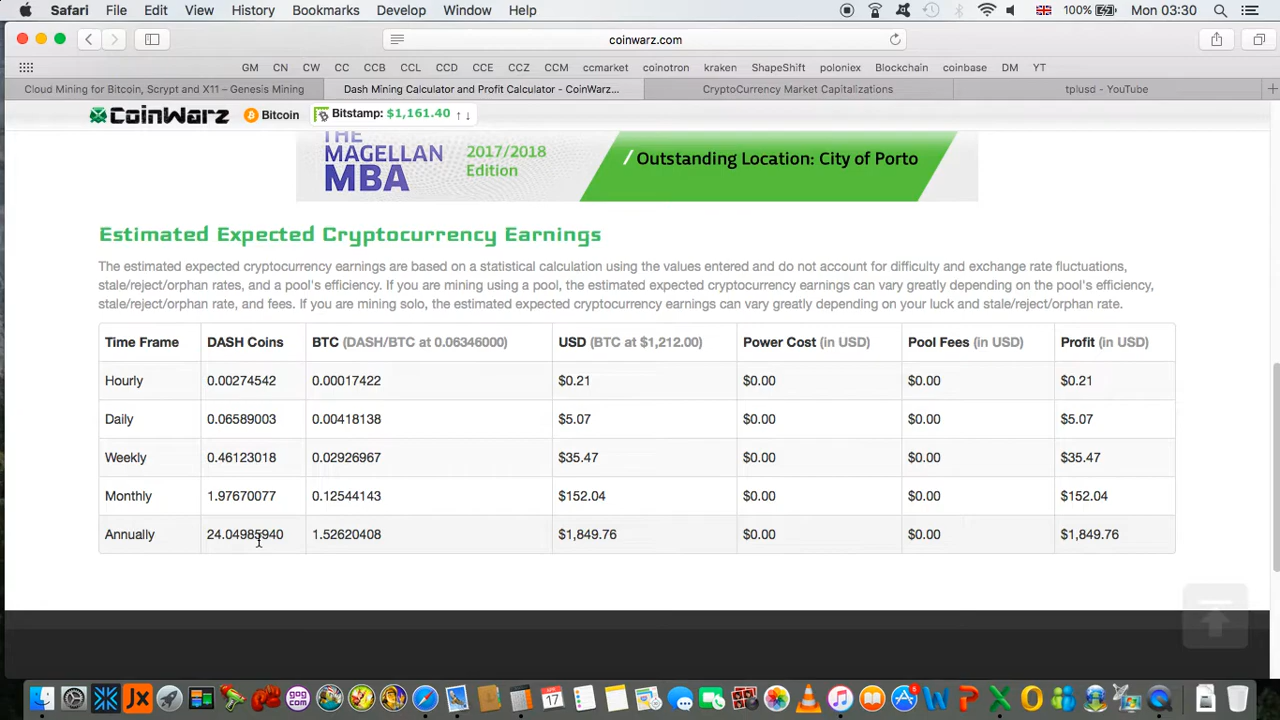 Safari File Edit View History Bookmarks Develop Window Help 100% Mon 03:30
coinwarz.com
GM CN CW CC CCB CCL CCD CCE CCZ CCM ccmarket coinotron kraken ShapeShift poloniex Blockchain coinbase DM YT
Cloud Mining for Bitcoin, Scrypt and X11 – Genesis Mining Dash Mining Calculator and Profit Calculator - CoinWarz... CryptoCurrency Market Capitalizations tplusd - YouTube
CoinWarz Bitcoin Bitstamp: $1,161.40 ↑ ↓
THE
MAGELLAN
MBA
2017/2018
Edition
/ Outstanding Location: City of Porto
Estimated Expected Cryptocurrency Earnings
The estimated expected cryptocurrency earnings are based on a statistical calculation using the values entered and do not account for difficulty and exchange rate fluctuations,
stale/reject/orphan rates, and a pool's efficiency. If you are mining using a pool, the estimated expected cryptocurrency earnings can vary greatly depending on the pool's efficiency,
stale/reject/orphan rate, and fees. If you are mining solo, the estimated expected cryptocurrency earnings can vary greatly depending on your luck and stale/reject/orphan rate.
Time Frame DASH Coins BTC (DASH/BTC at 0.06346000) USD (BTC at $1,212.00) Power Cost (in USD) Pool Fees (in USD) Profit (in USD)
Hourly 0.00274542 0.00017422 $0.21 $0.00 $0.00 $0.21
Daily 0.06589003 0.00418138 $5.07 $0.00 $0.00 $5.07
Weekly 0.46123018 0.02926967 $35.47 $0.00 $0.00 $35.47
Monthly 1.97670077 0.12544143 $152.04 $0.00 $0.00 $152.04
Annually 24.04985940 1.52620408 $1,849.76 $0.00 $0.00 $1,849.76